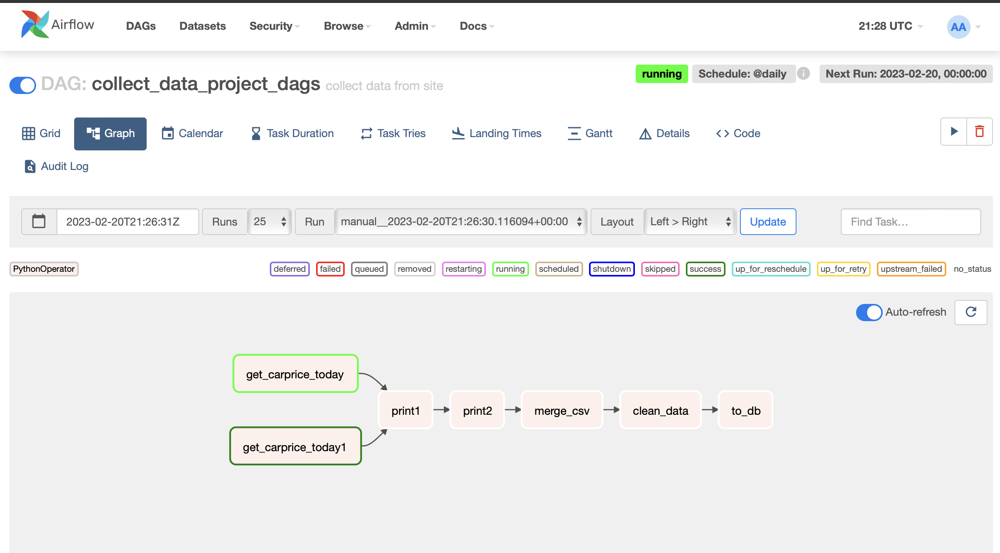 Airflow DAGs Datasets Security Browse Admin Docs 21:28 UTC AA
running Schedule: @daily i Next Run: 2023-02-20, 00:00:00
DAG: collect_data_project_dags collect data from site
Grid Graph Calendar Task Duration Task Tries Landing Times Gantt Details Code
Audit Log
2023-02-20T21:26:31Z Runs 25 Run manual__2023-02-20T21:26:30.116094+00:00 Layout Left > Right Update Find Task...
PythonOperator deferred failed queued removed restarting running scheduled shutdown skipped success up_for_reschedule up_for_retry upstream_failed no_status
Auto-refresh
get_carprice_today
print1 print2 merge_csv clean_data to_db
get_carprice_today1